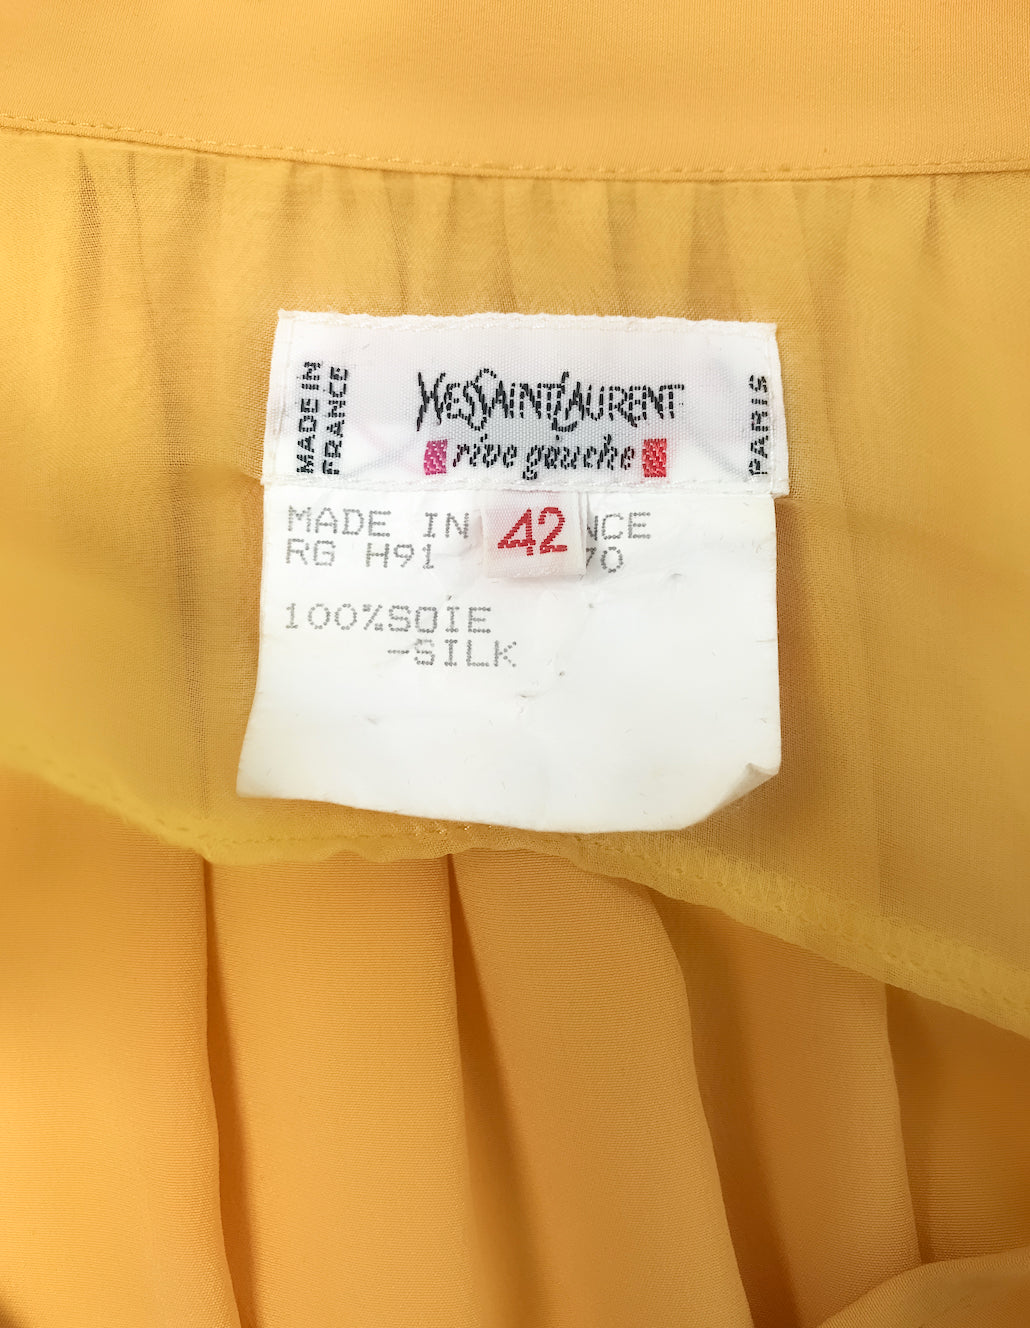 MADE IN
FRANCE
YVESSAINTLAURENT
rive gauche
PARIS
MADE IN NCE
42
RG H91 70
100%SOIE
-SILK